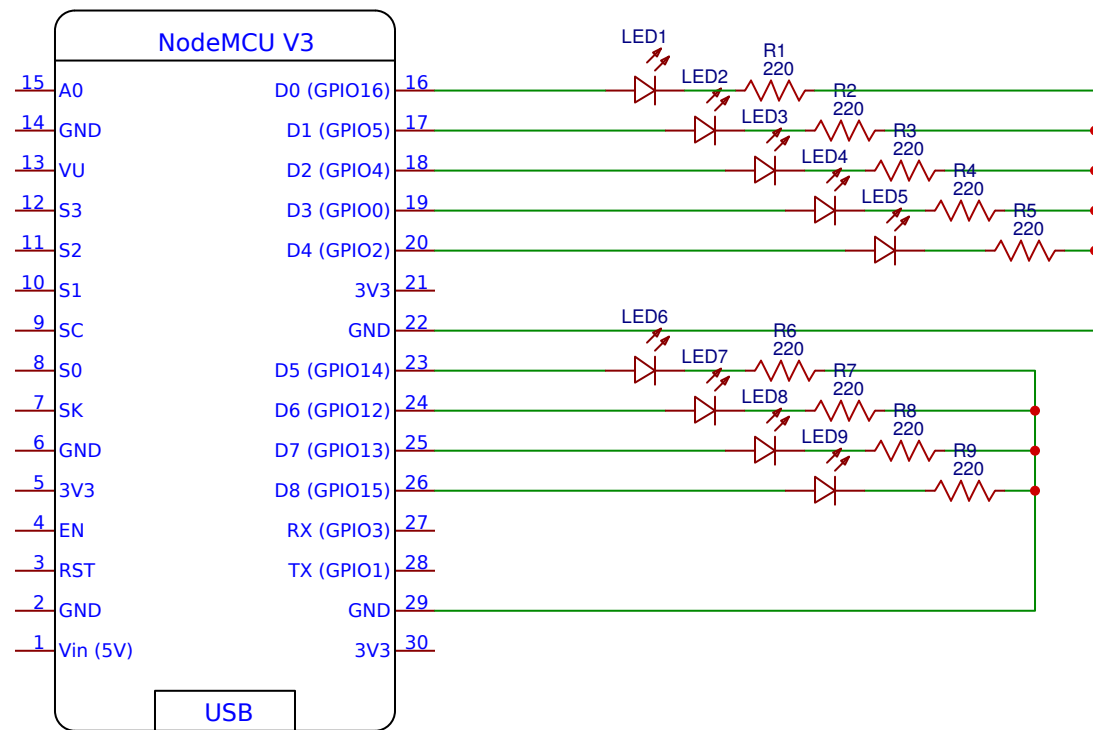 NodeMCU V3
15 A0 D0 (GPIO16) 16
14 GND D1 (GPIO5) 17
13 VU D2 (GPIO4) 18
12 S3 D3 (GPIO0) 19
11 S2 D4 (GPIO2) 20
10 S1 3V3 21
9 SC GND 22
8 S0 D5 (GPIO14) 23
7 SK D6 (GPIO12) 24
6 GND D7 (GPIO13) 25
5 3V3 D8 (GPIO15) 26
4 EN RX (GPIO3) 27
3 RST TX (GPIO1) 28
2 GND GND 29
1 Vin (5V) 3V3 30
USB
LED1
R1
220
LED2
R2
220
LED3
R3
220
LED4
R4
220
LED5
R5
220
LED6
R6
220
LED7
R7
220
LED8
R8
220
LED9
R9
220